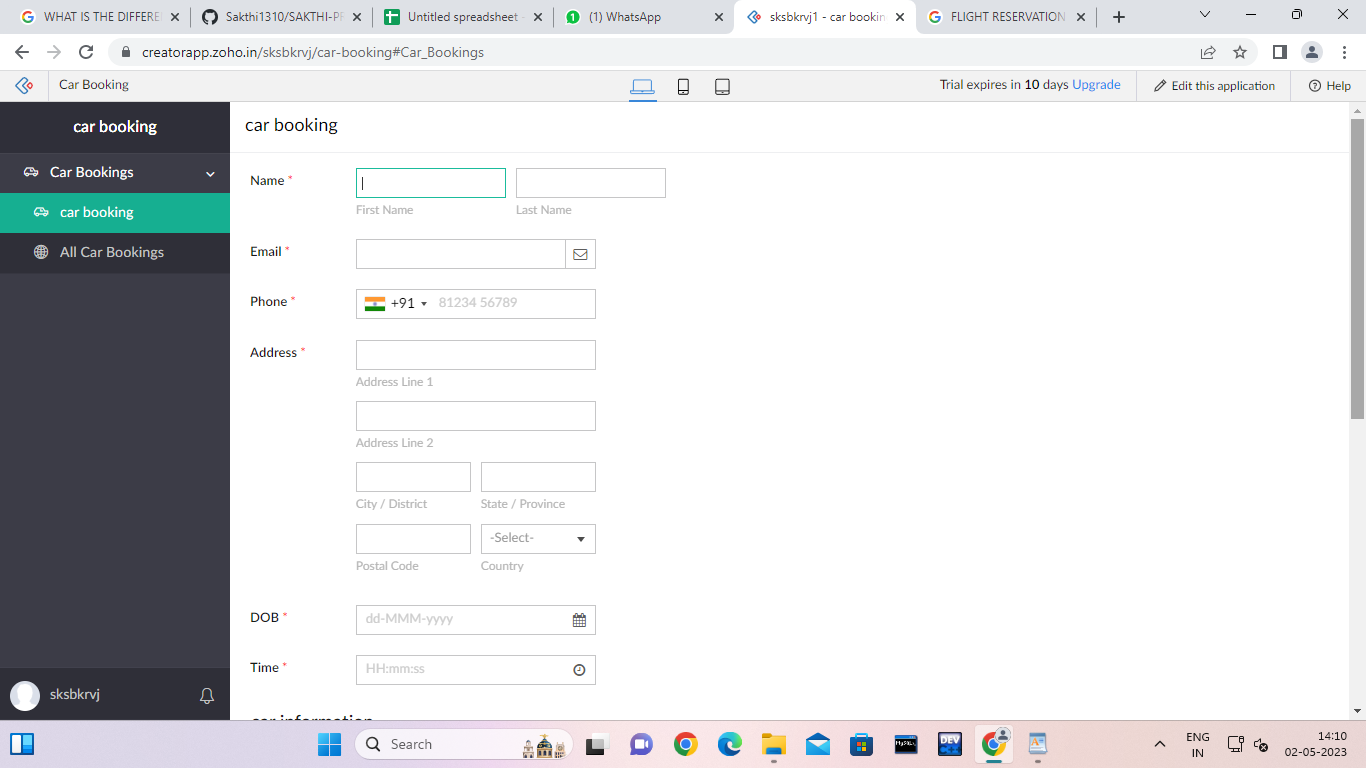 WHAT IS THE DIFFERE
Sakthi1310/SAKTHI-PF
Untitled spreadsheet -
(1) WhatsApp
sksbkrvj1 - car bookin
FLIGHT RESERVATION
creatorapp.zoho.in/sksbkrvj/car-booking#Car_Bookings
Car Booking
Trial expires in 10 days Upgrade
Edit this application
Help
car booking
car booking
Car Bookings
car booking
All Car Bookings
Name *
First Name
Last Name
Email *
Phone *
+91
81234 56789
Address *
Address Line 1
Address Line 2
City / District
State / Province
-Select-
Postal Code
Country
DOB *
dd-MMM-yyyy
Time *
HH:mm:ss
car information
sksbkrvj
Search
MySQL
DEV
ENG
IN
14:10
02-05-2023